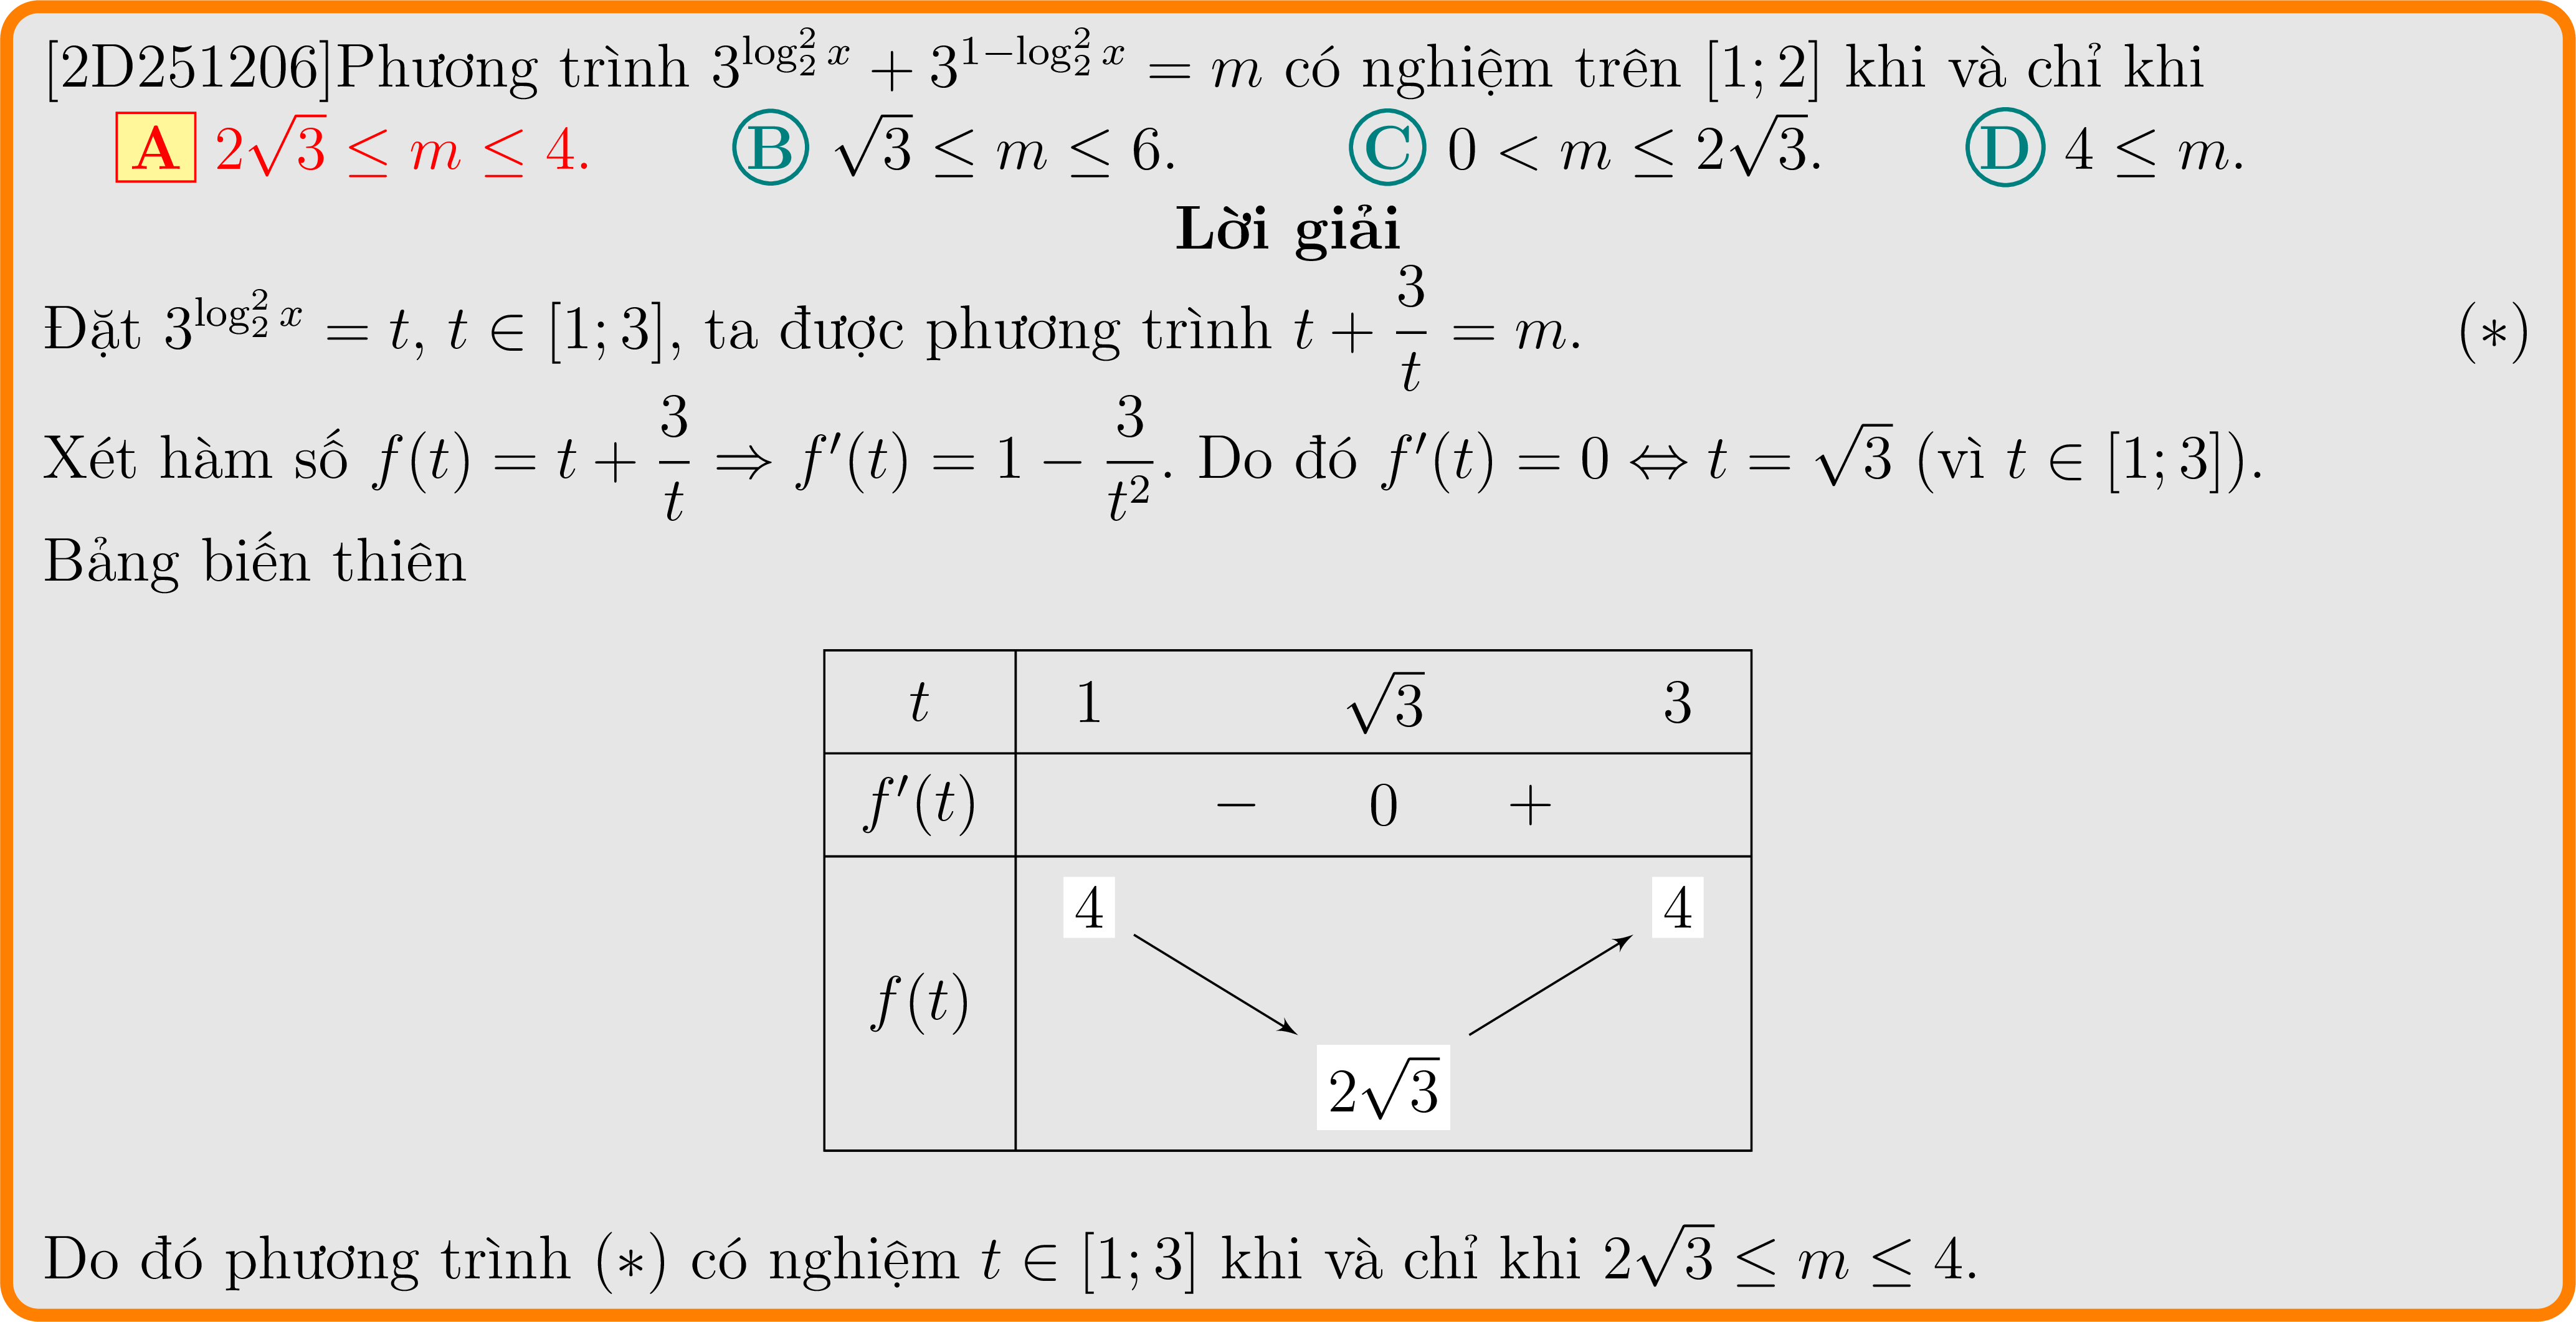 [2D251206]Phương trình $3^{\log_2^2 x} + 3^{1-\log_2^2 x} = m$ có nghiệm trên $[1; 2]$ khi và chỉ khi
A $2\sqrt{3} \leq m \leq 4$. B $\sqrt{3} \leq m \leq 6$. C $0 < m \leq 2\sqrt{3}$. D $4 \leq m$.
Lời giải
Đặt $3^{\log_2^2 x} = t$, $t \in [1; 3]$, ta được phương trình $t + \dfrac{3}{t} = m$. (∗)
Xét hàm số $f(t) = t + \dfrac{3}{t} \Rightarrow f'(t) = 1 - \dfrac{3}{t^2}$. Do đó $f'(t) = 0 \Leftrightarrow t = \sqrt{3}$ (vì $t \in [1; 3]$).
Bảng biến thiên
$t$ 1 $\sqrt{3}$ 3
$f'(t)$ − 0 +
4 4
$f(t)$
$2\sqrt{3}$
Do đó phương trình (∗) có nghiệm $t \in [1; 3]$ khi và chỉ khi $2\sqrt{3} \leq m \leq 4$.